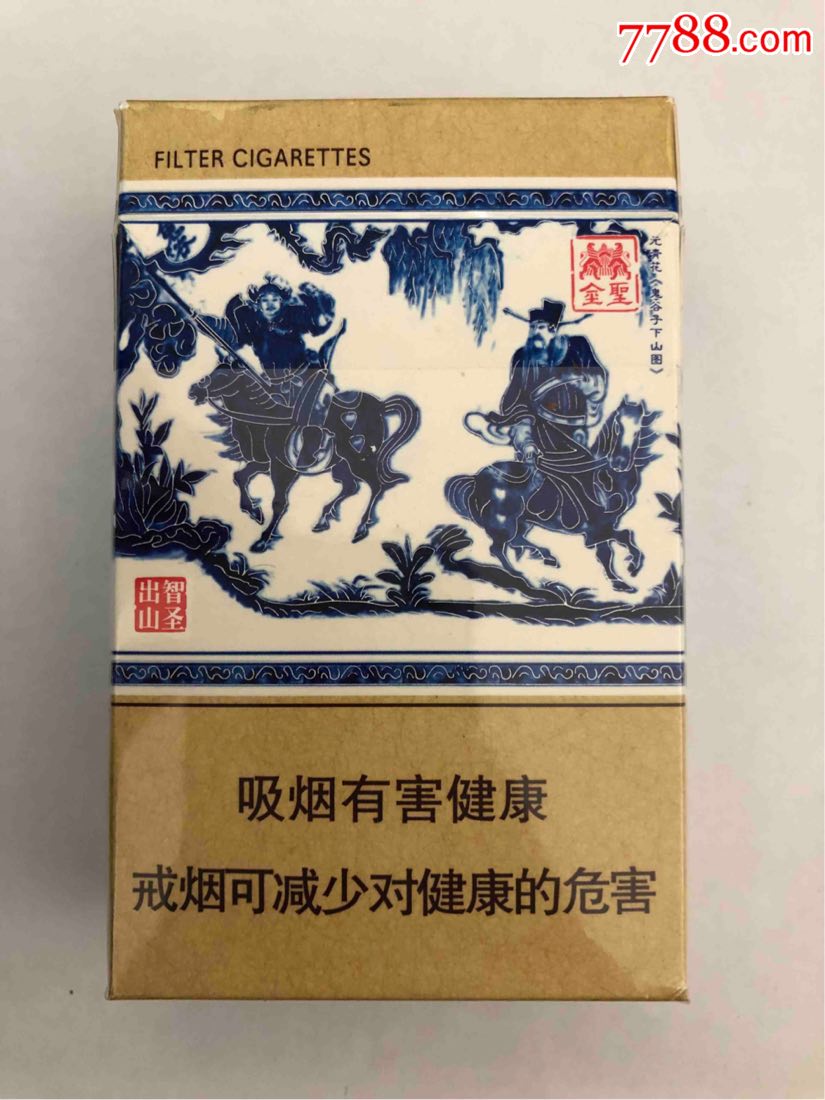 7788.com
FILTER CIGARETTES
金聖
元青花《鬼谷子下山图》
智圣
出山
吸烟有害健康
戒烟可减少对健康的危害